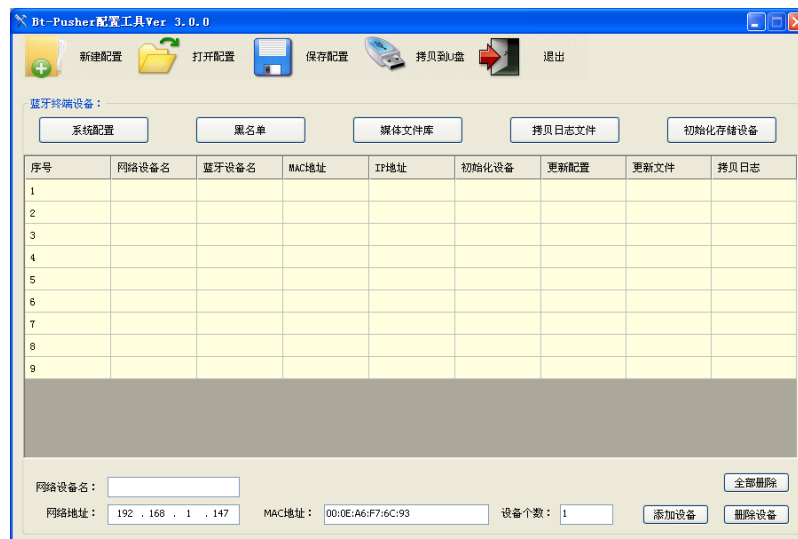 Bt-Pusher配置工具Ver 3.0.0
新建配置 打开配置 保存配置 拷贝到U盘 退出
蓝牙终端设备：
系统配置 黑名单 媒体文件库 拷贝日志文件 初始化存储设备
序号 网络设备名 蓝牙设备名 MAC地址 IP地址 初始化设备 更新配置 更新文件 拷贝日志
1
2
3
4
5
6
7
8
9
全部删除
网络设备名：
网络地址： 192 . 168 . 1 . 147 MAC地址： 00:0E:A6:F7:6C:93 设备个数： 1 添加设备 删除设备